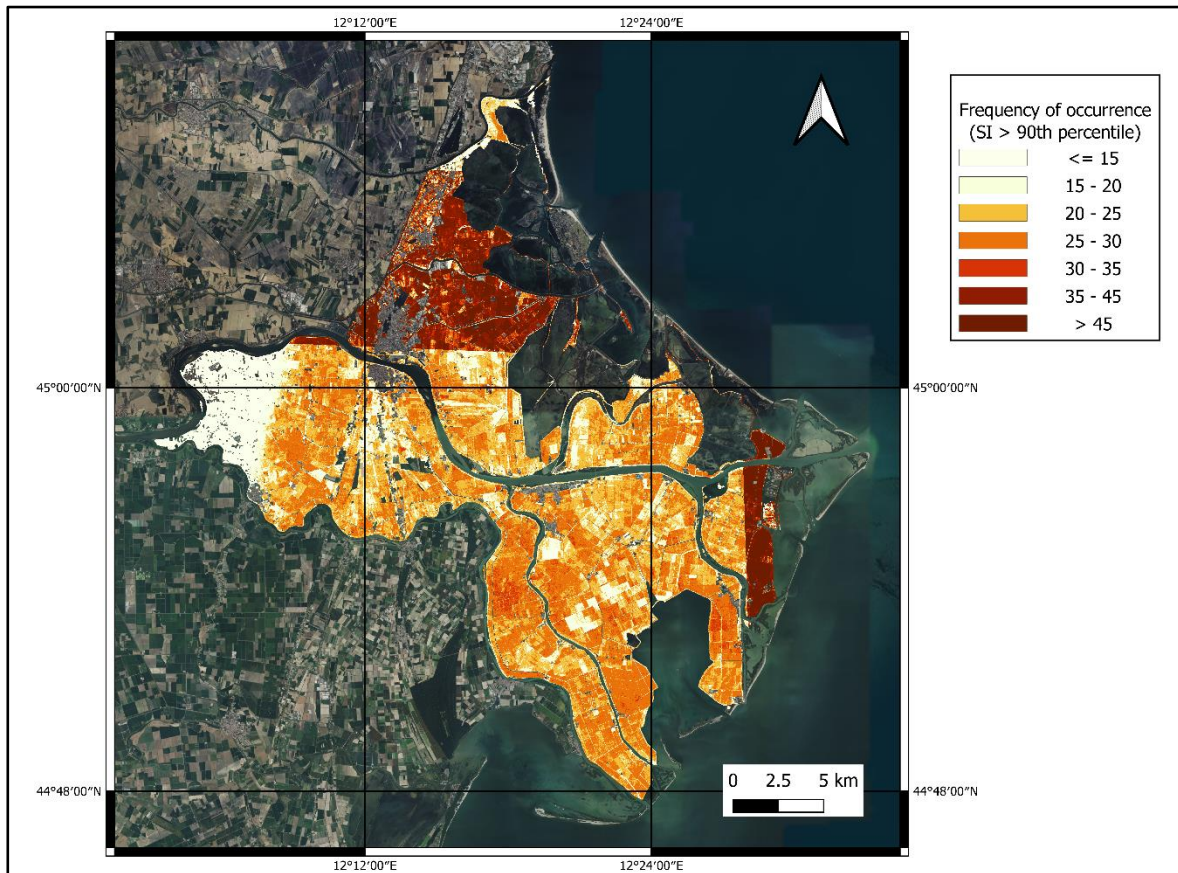 12°12′00″E
12°24′00″E
Frequency of occurrence
(SI > 90th percentile)
<= 15
15 - 20
20 - 25
25 - 30
30 - 35
35 - 45
> 45
45°00′00″N
45°00′00″N
0 2.5 5 km
44°48′00″N
44°48′00″N
12°12′00″E
12°24′00″E